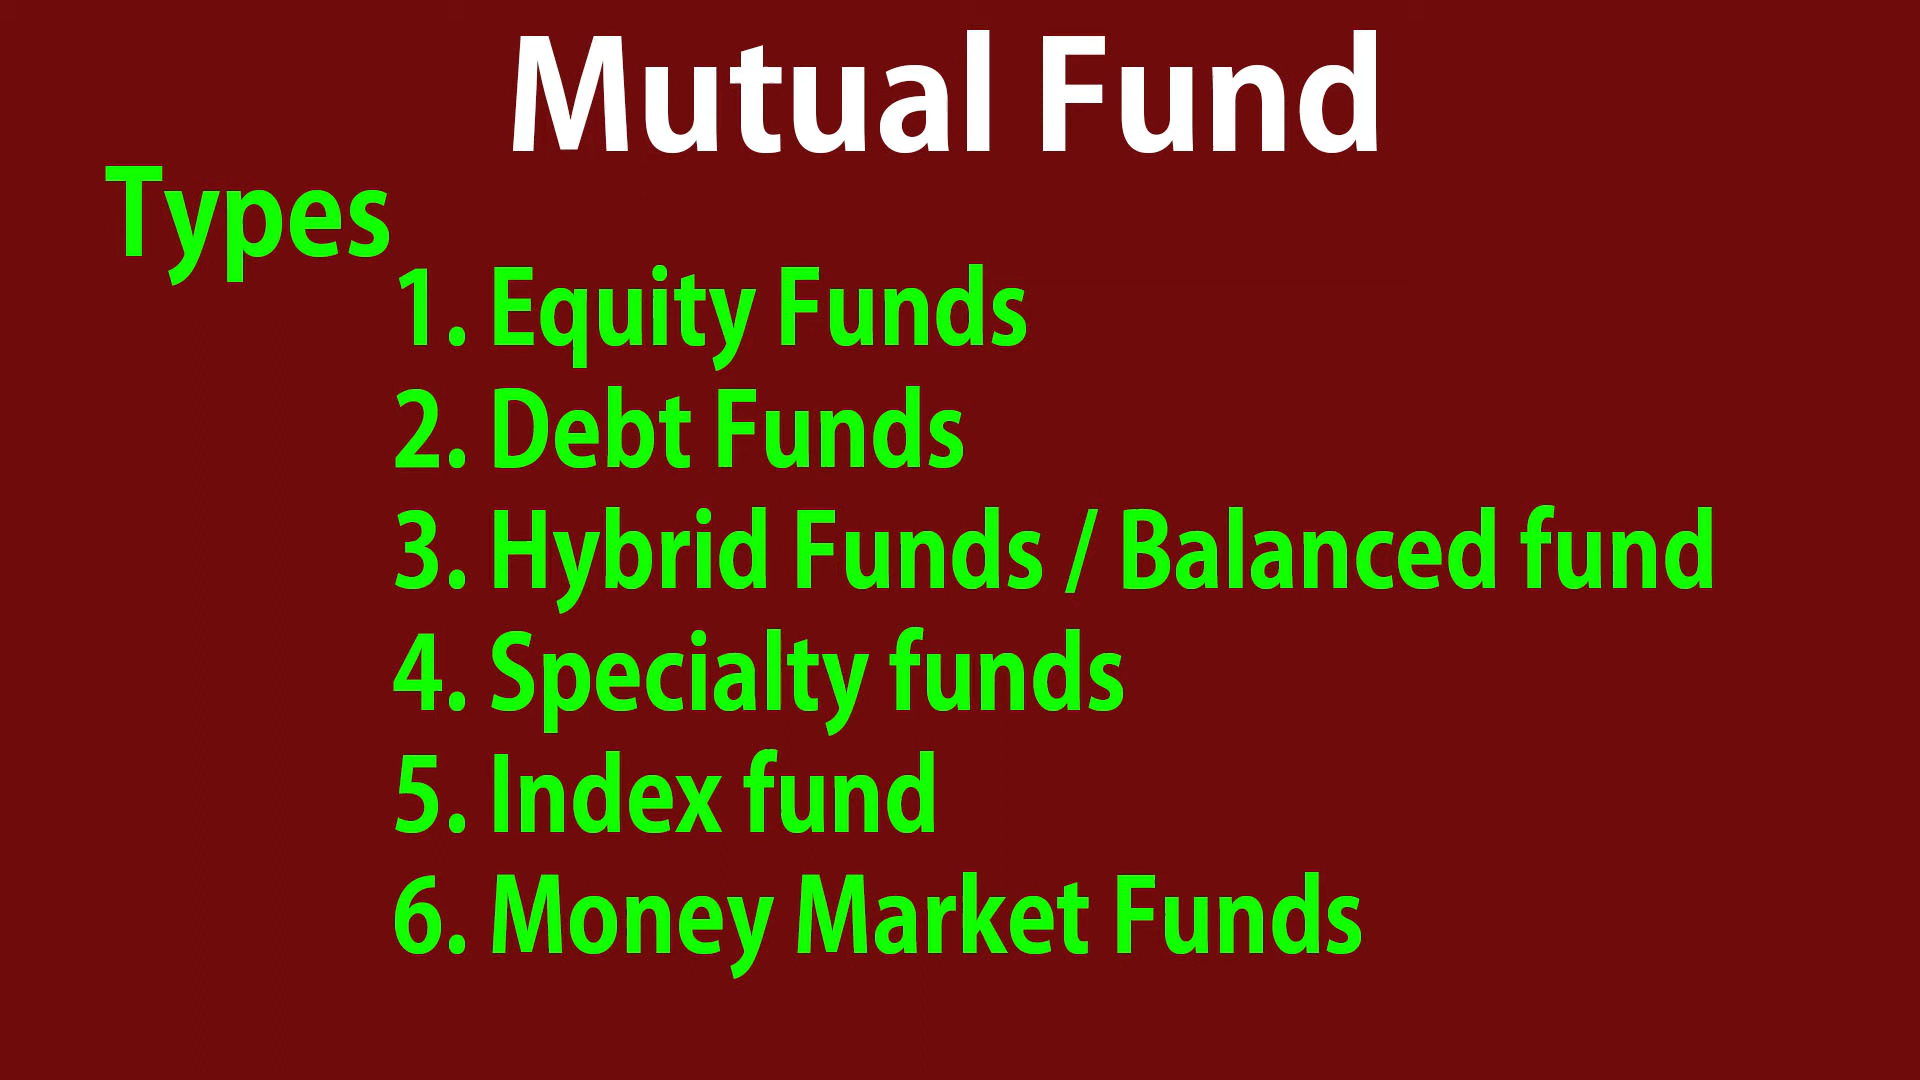 Mutual Fund
Types
1. Equity Funds
2. Debt Funds
3. Hybrid Funds / Balanced fund
4. Specialty funds
5. Index fund
6. Money Market Funds